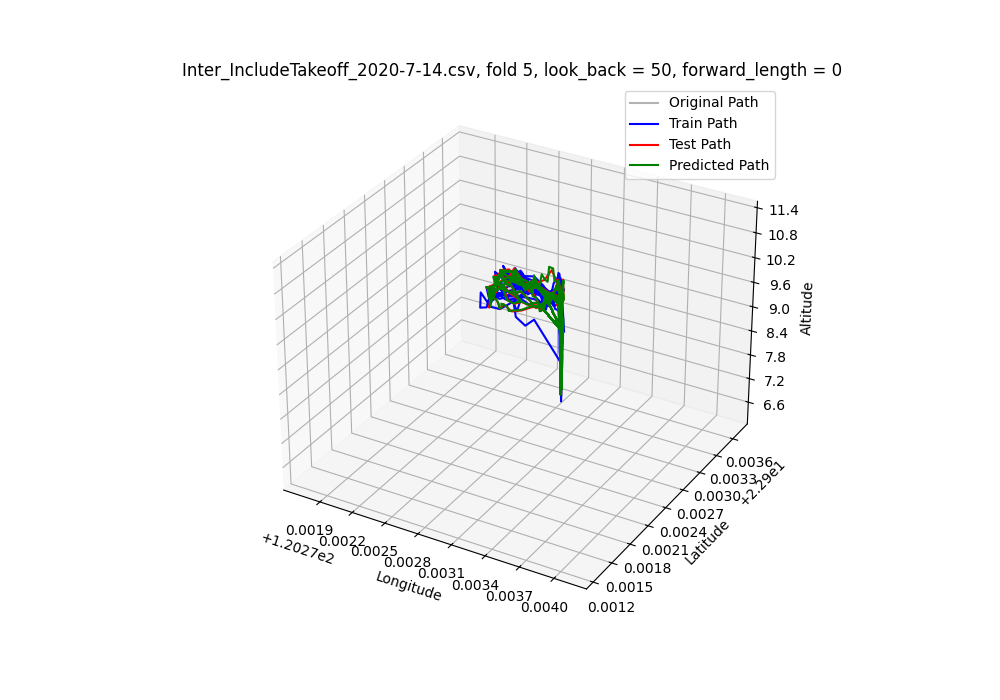 Inter_IncludeTakeoff_2020-7-14.csv, fold 5, look_back = 50, forward_length = 0
Original Path
Train Path
Test Path
Predicted Path
11.4
10.8
10.2
9.6
9.0
8.4
7.8
7.2
6.6
Altitude
0.0036
0.0033
0.0030
0.0027
0.0024
0.0021
0.0018
0.0015
0.0012
+2.29e1
Latitude
0.0019
0.0022
0.0025
0.0028
0.0031
0.0034
0.0037
0.0040
+1.2027e2
Longitude